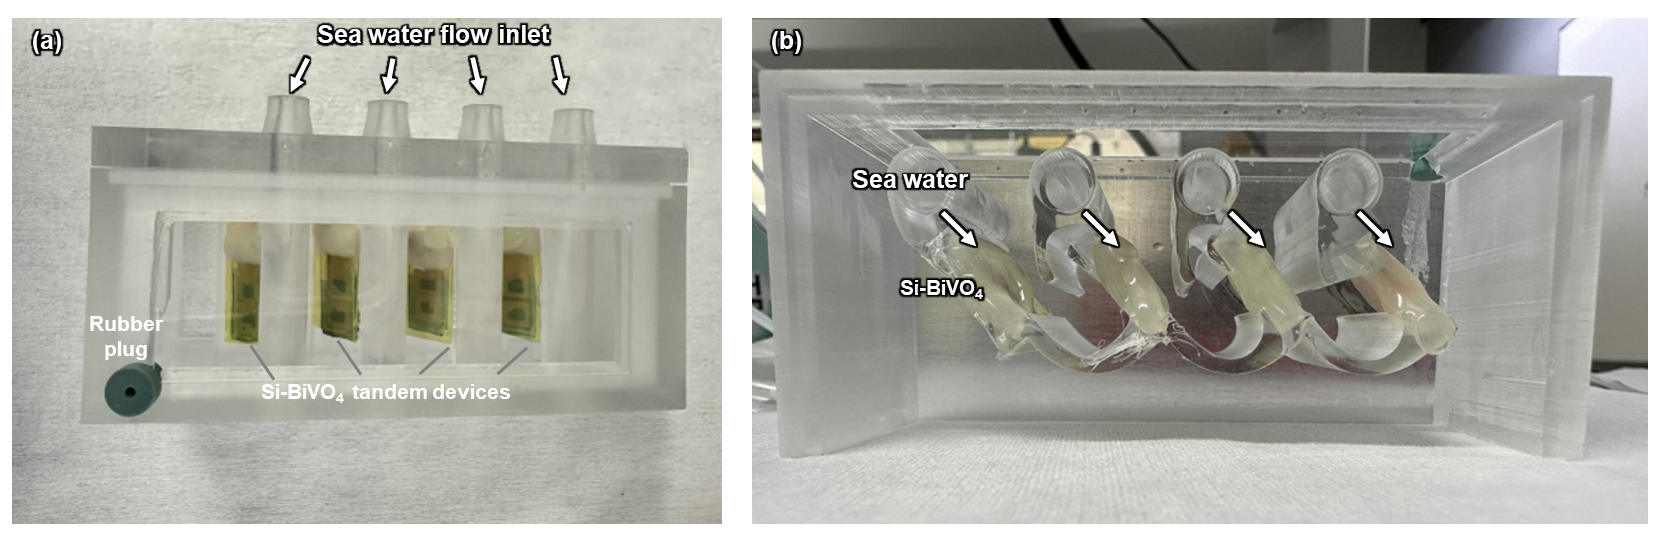 (a)
Sea water flow inlet
Rubber
plug
Si-BiVO₄ tandem devices
(b)
Sea water
Si-BiVO₄